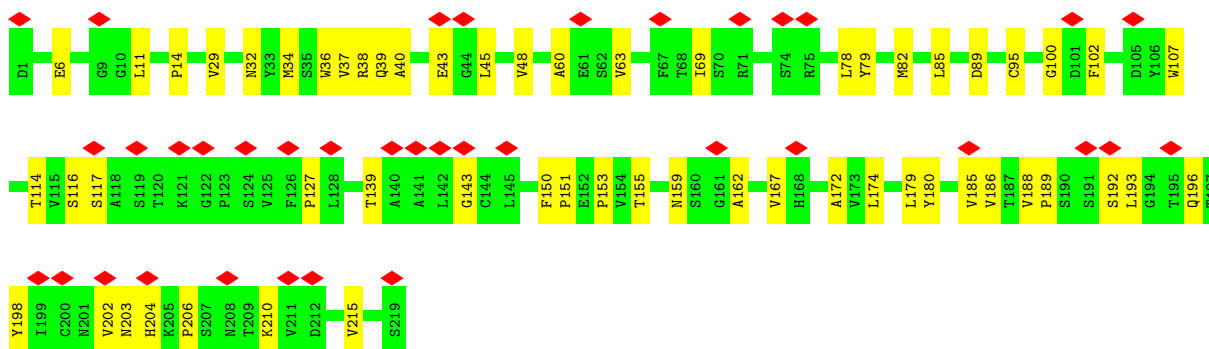 D1 E6 G9 G10 L11 P14 V29 N32 Y33 M34 S35 W36 V37 R38 Q39 A40 E43 G44 L45 V48 A60 E61 S62 V63 F67 T68 I69 S70 R71 S74 R75 L78 Y79 M82 L85 D89 C95 G100 D101 F102 D105 Y106 W107
T114 V115 S116 S117 A118 S119 T120 K121 G122 P123 S124 V125 F126 P127 L128 T139 A140 A141 L142 G143 C144 L145 F150 P151 E152 P153 V154 T155 N159 S160 G161 A162 V167 H168 A172 V173 L174 L179 Y180 V185 V186 T187 V188 P189 S190 S191 S192 L193 G194 T195 Q196
Y198 I199 C200 N201 V202 N203 H204 K205 P206 S207 N208 T209 K210 V211 D212 V215 S219